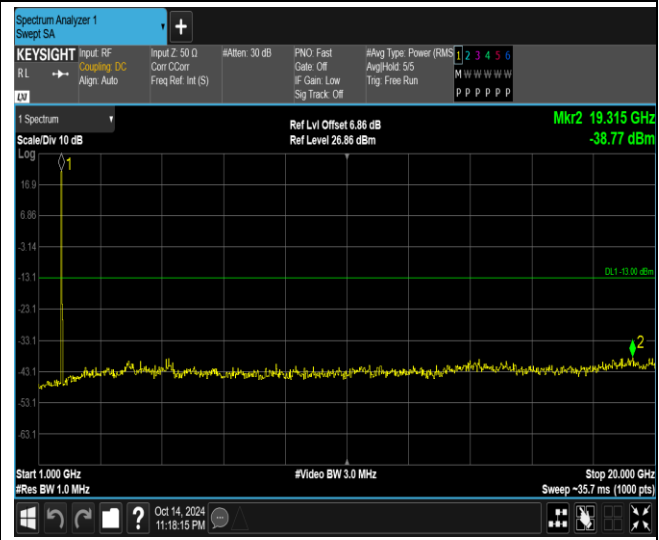 Spectrum Analyzer 1
Swept SA
+
KEYSIGHT
RL
LXI
Input: RF
Coupling: DC
Align: Auto
Input Z: 50 Ω
Corr CCorr
Freq Ref: Int (S)
#Atten: 30 dB
PNO: Fast
Gate: Off
IF Gain: Low
Sig Track: Off
#Avg Type: Power (RMS
Avg|Hold: 5/5
Trig: Free Run
1 2 3 4 5 6
M W W W W W
P P P P P P
1 Spectrum
Scale/Div 10 dB
Log
Ref Lvl Offset 6.86 dB
Ref Level 26.86 dBm
Mkr2 19.315 GHz
-38.77 dBm
1
16.9
6.86
-3.14
-13.1
DL1 -13.00 dBm
-23.1
-33.1
2
-43.1
-53.1
-63.1
Start 1.000 GHz
#Res BW 1.0 MHz
#Video BW 3.0 MHz
Stop 20.000 GHz
Sweep ~35.7 ms (1000 pts)
?
Oct 14, 2024
11:18:15 PM